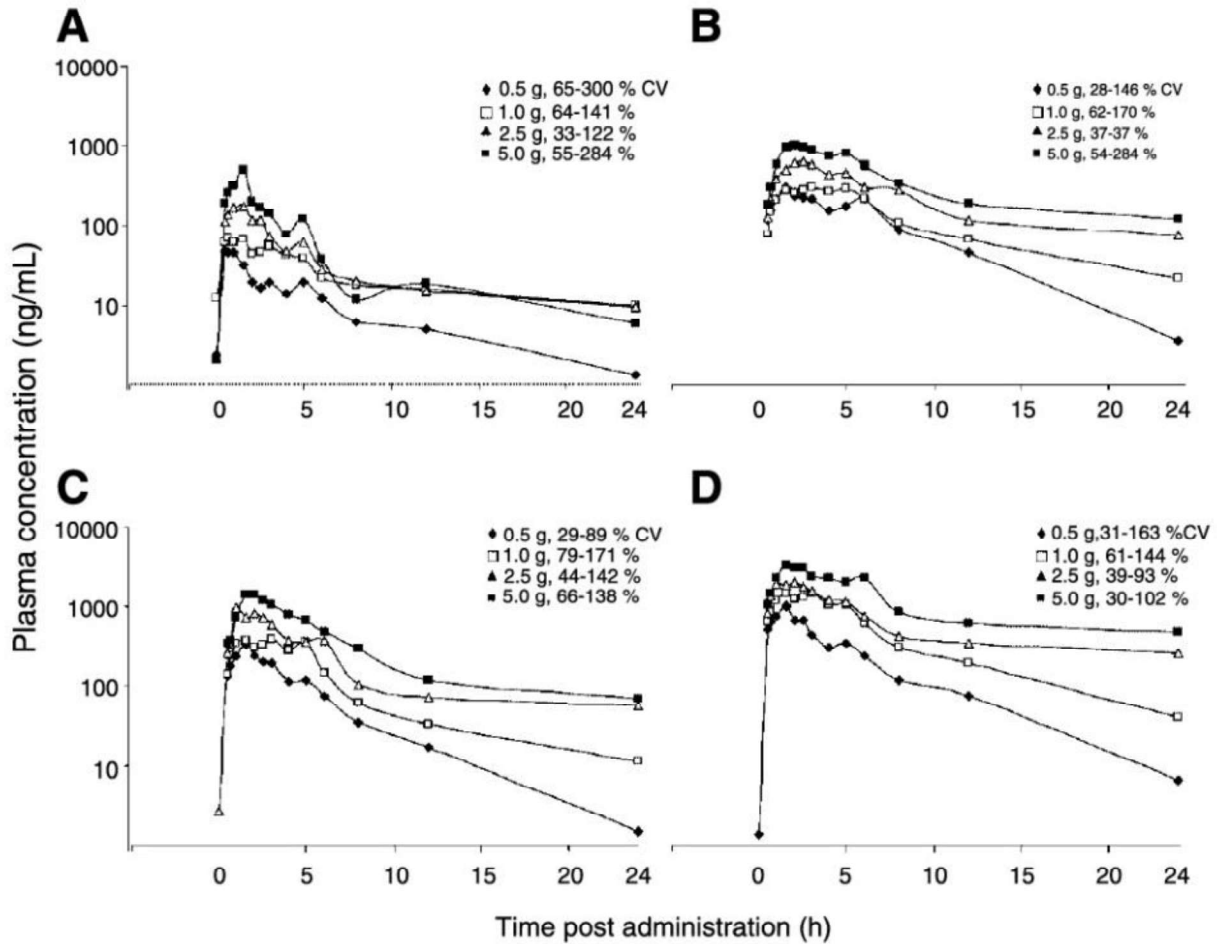 A
10000
1000
100
10
0.5 g, 65-300 % CV
1.0 g, 64-141 %
2.5 g, 33-122 %
5.0 g, 55-284 %
0 5 10 15 20 24
B
0.5 g, 28-146 % CV
1.0 g, 62-170 %
2.5 g, 37-37 %
5.0 g, 54-284 %
0 5 10 15 20 24
Plasma concentration (ng/mL)
C
10000
1000
100
10
0.5 g, 29-89 % CV
1.0 g, 79-171 %
2.5 g, 44-142 %
5.0 g, 66-138 %
0 5 10 15 20 24
D
0.5 g,31-163 %CV
1.0 g, 61-144 %
2.5 g, 39-93 %
5.0 g, 30-102 %
0 5 10 15 20 24
Time post administration (h)